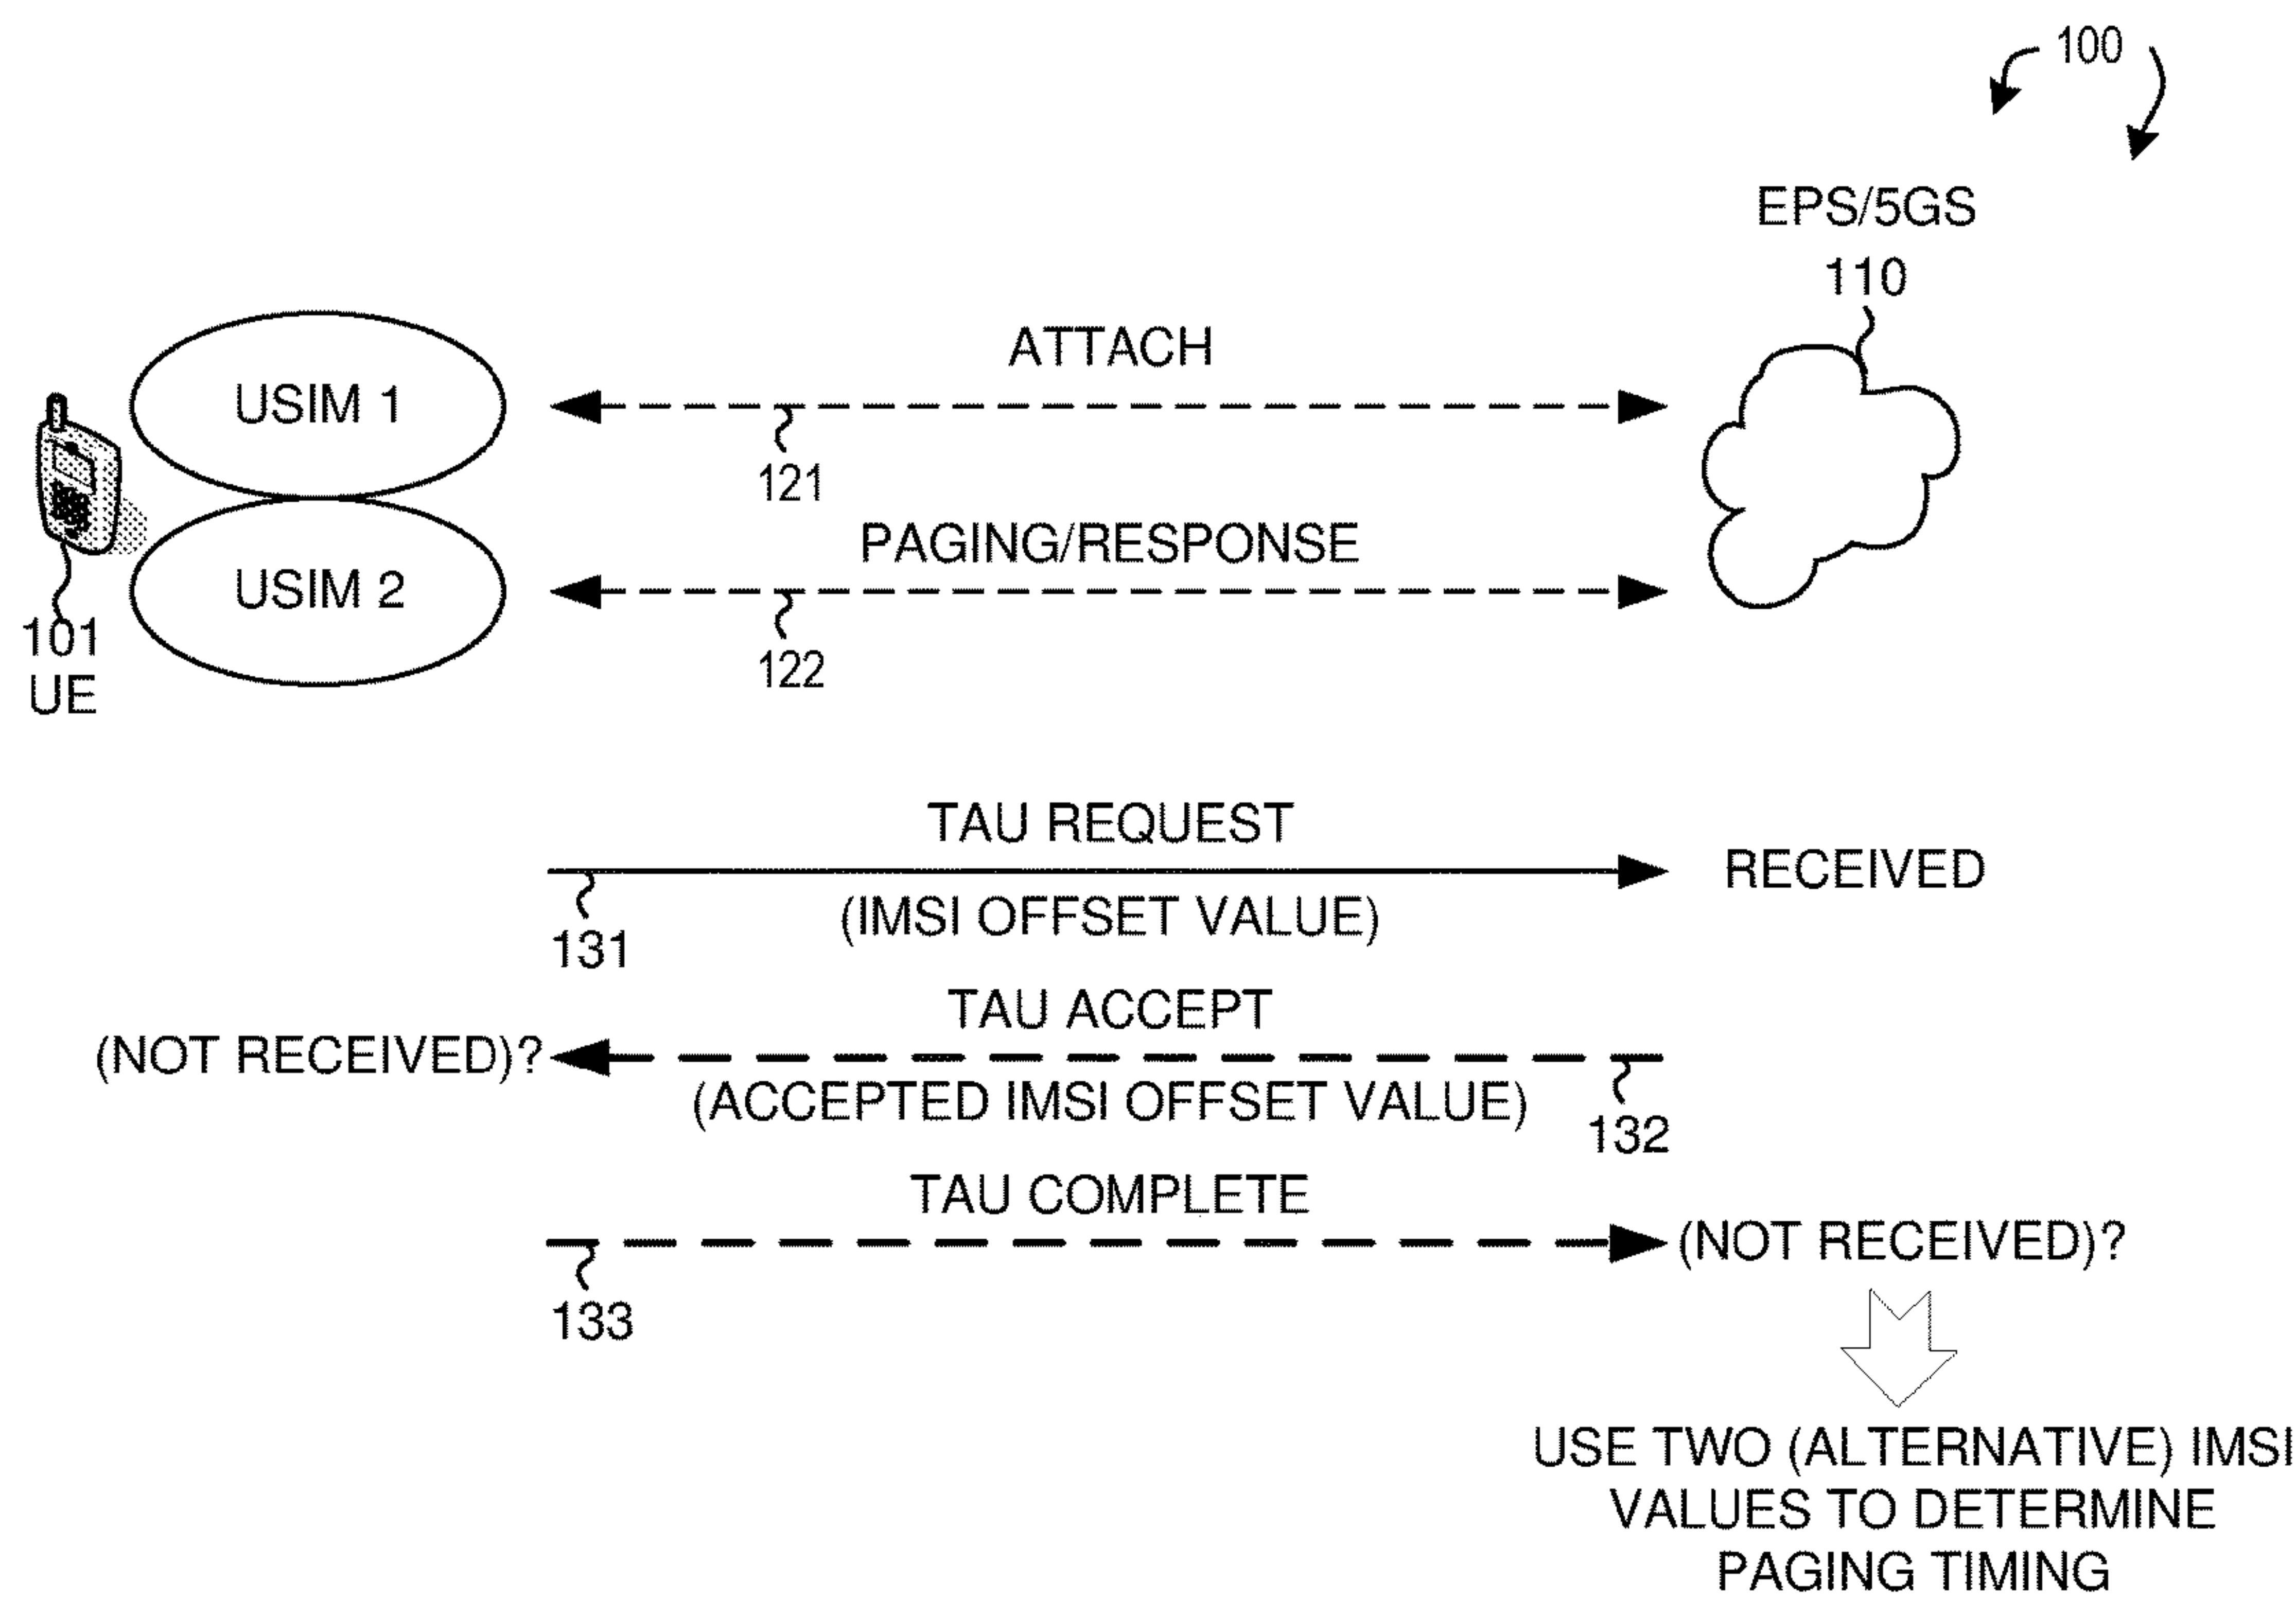 100
EPS/5GS
110
ATTACH
USIM 1
121
PAGING/RESPONSE
USIM 2
101
UE
122
TAU REQUEST
RECEIVED
(IMSI OFFSET VALUE)
131
TAU ACCEPT
(NOT RECEIVED)?
(ACCEPTED IMSI OFFSET VALUE)
132
TAU COMPLETE
(NOT RECEIVED)?
133
USE TWO (ALTERNATIVE) IMSI
VALUES TO DETERMINE
PAGING TIMING